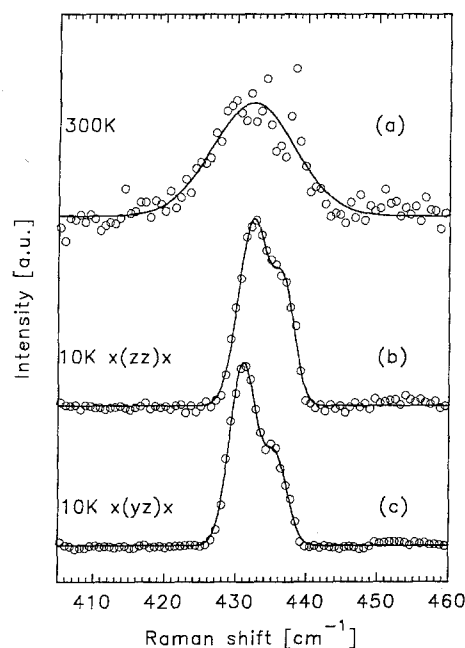 300K (a)
Intensity [a.u.]
10K x(zz)x (b)
10K x(yz)x (c)
410 420 430 440 450 460
Raman shift [cm⁻¹]